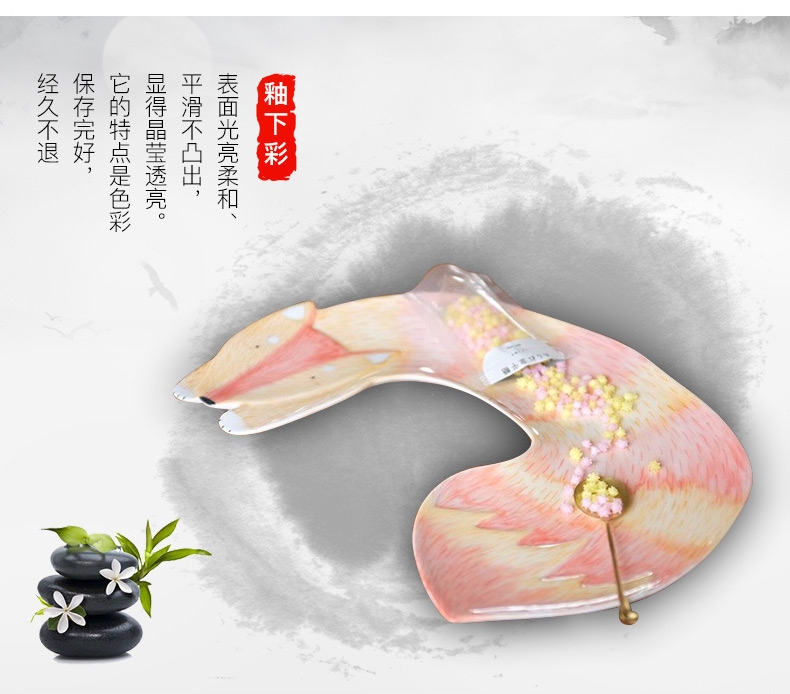 釉下彩
表面光亮柔和、
平滑不凸出，
显得晶莹透亮。
它的特点是色彩
保存完好，
经久不退